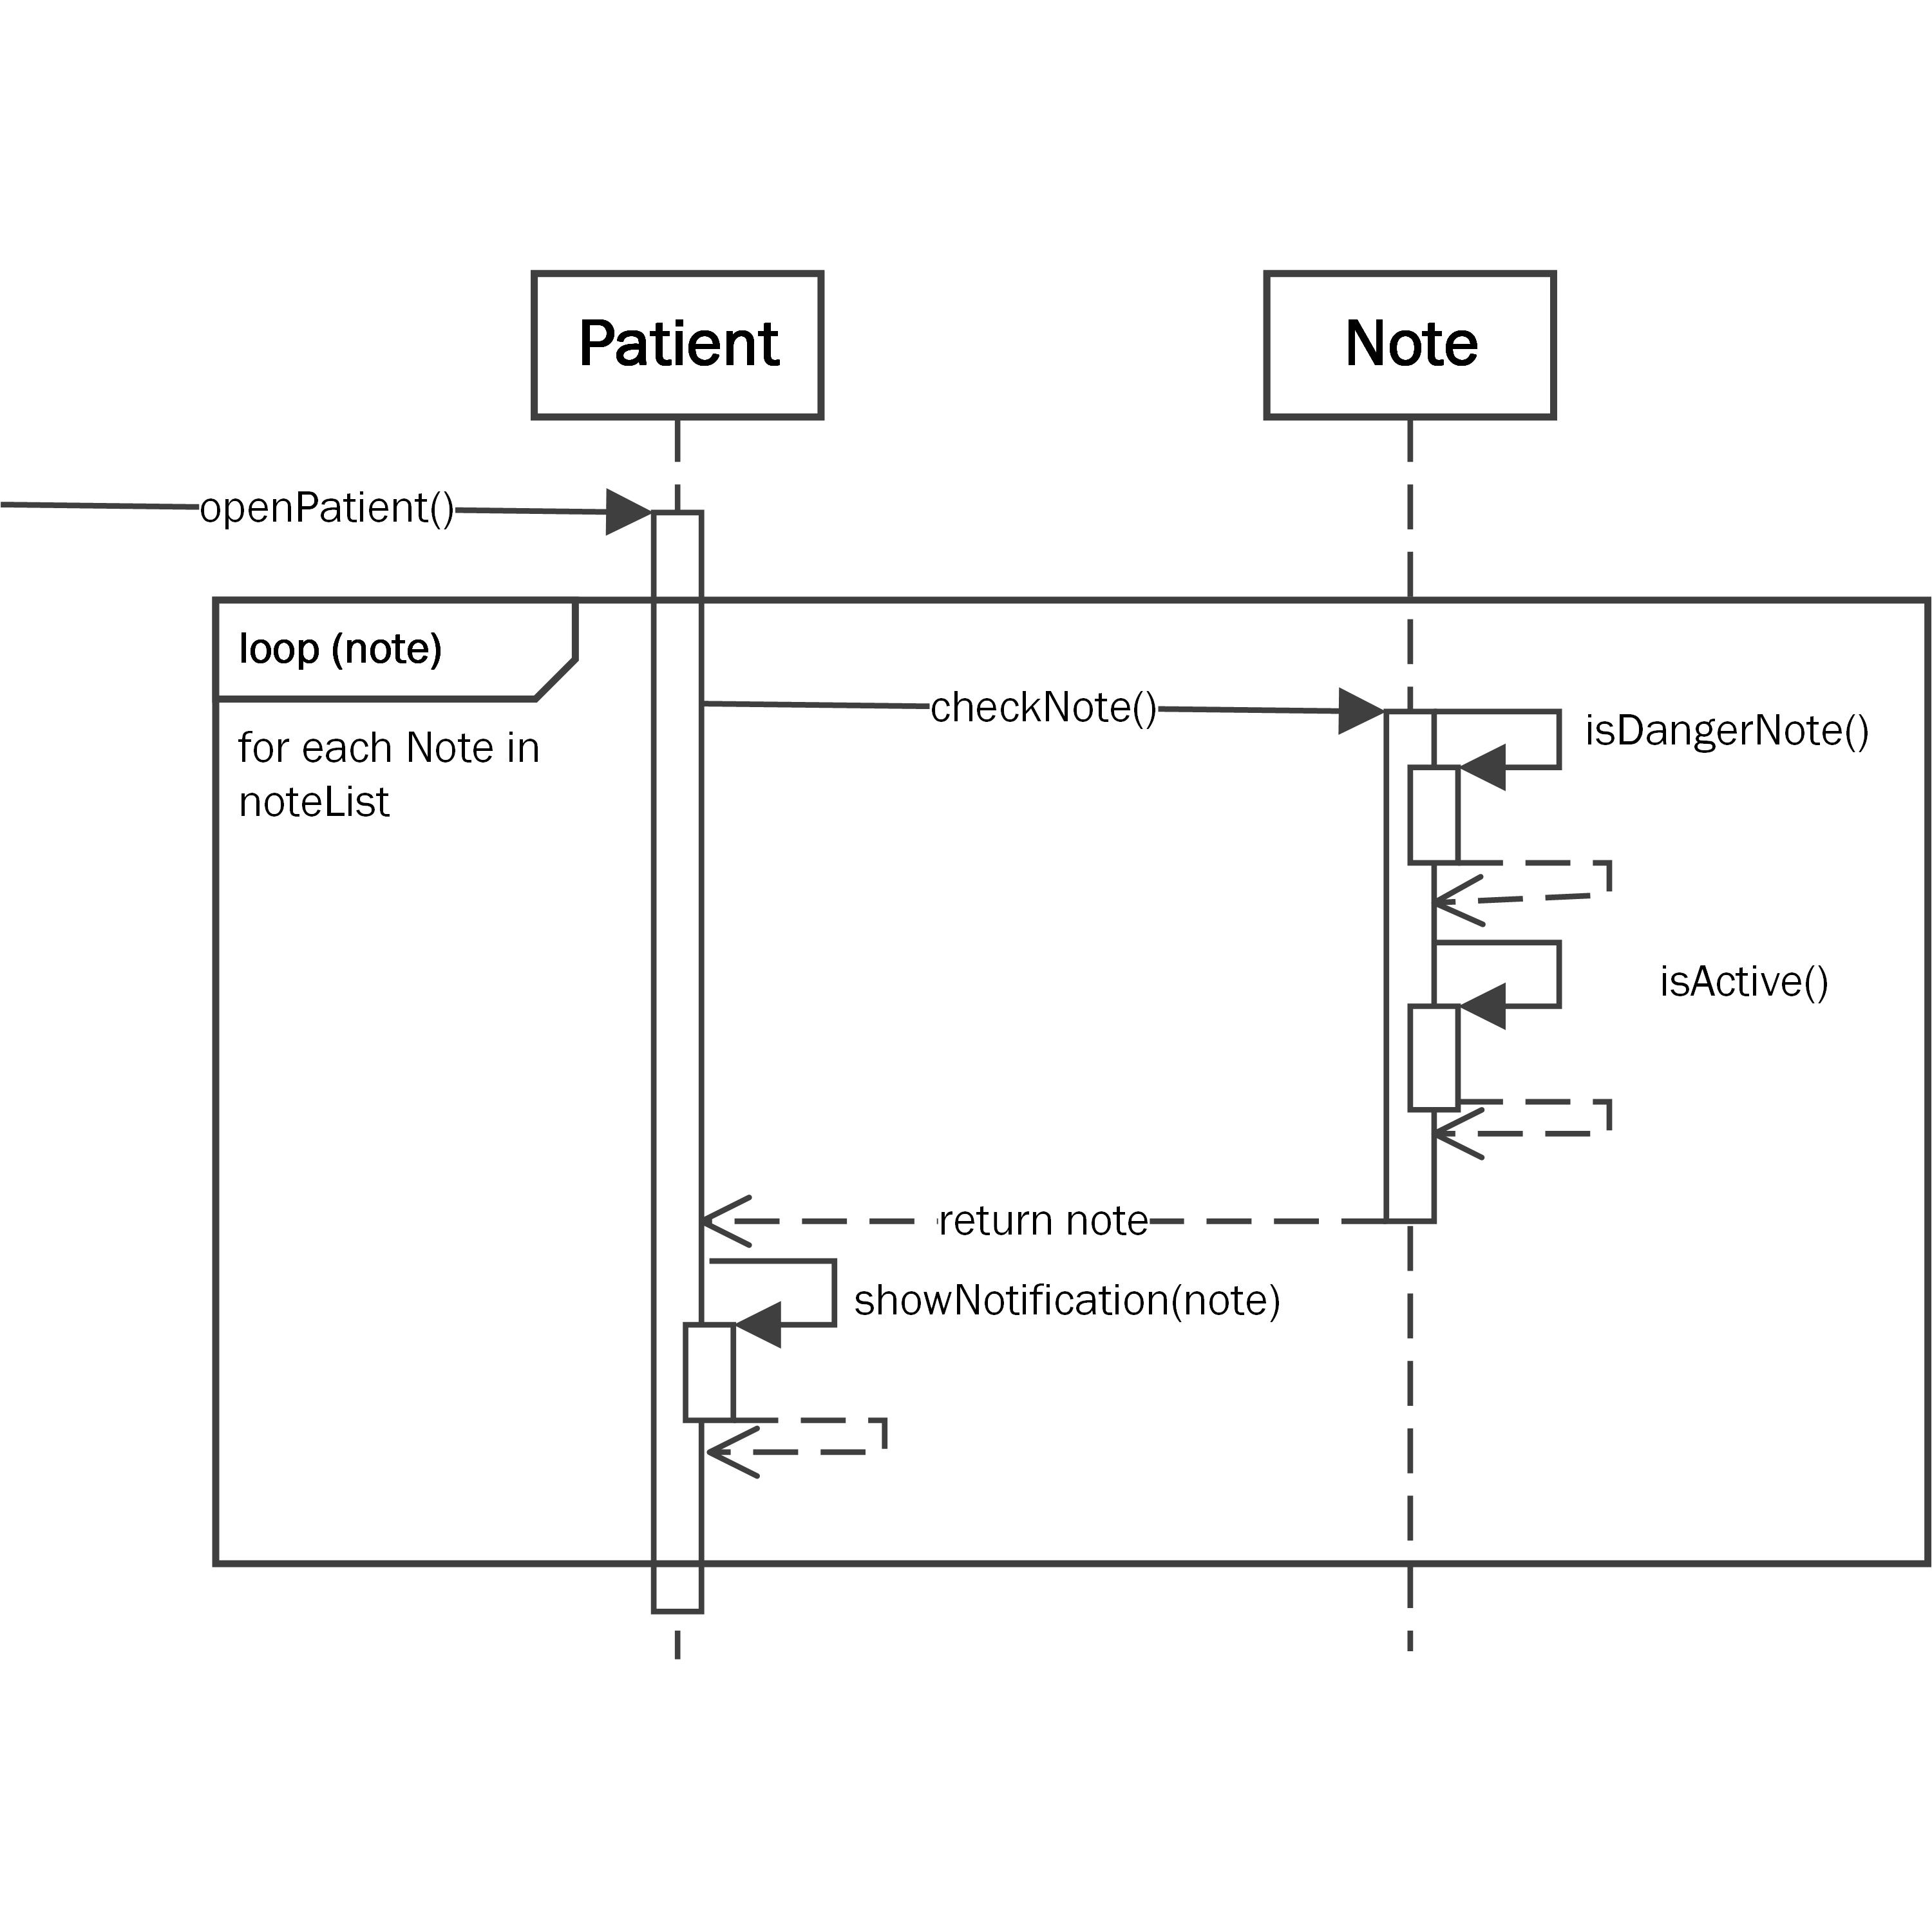 Patient
Note
openPatient()
loop (note)
for each Note in
noteList
checkNote()
isDangerNote()
isActive()
return note
showNotification(note)